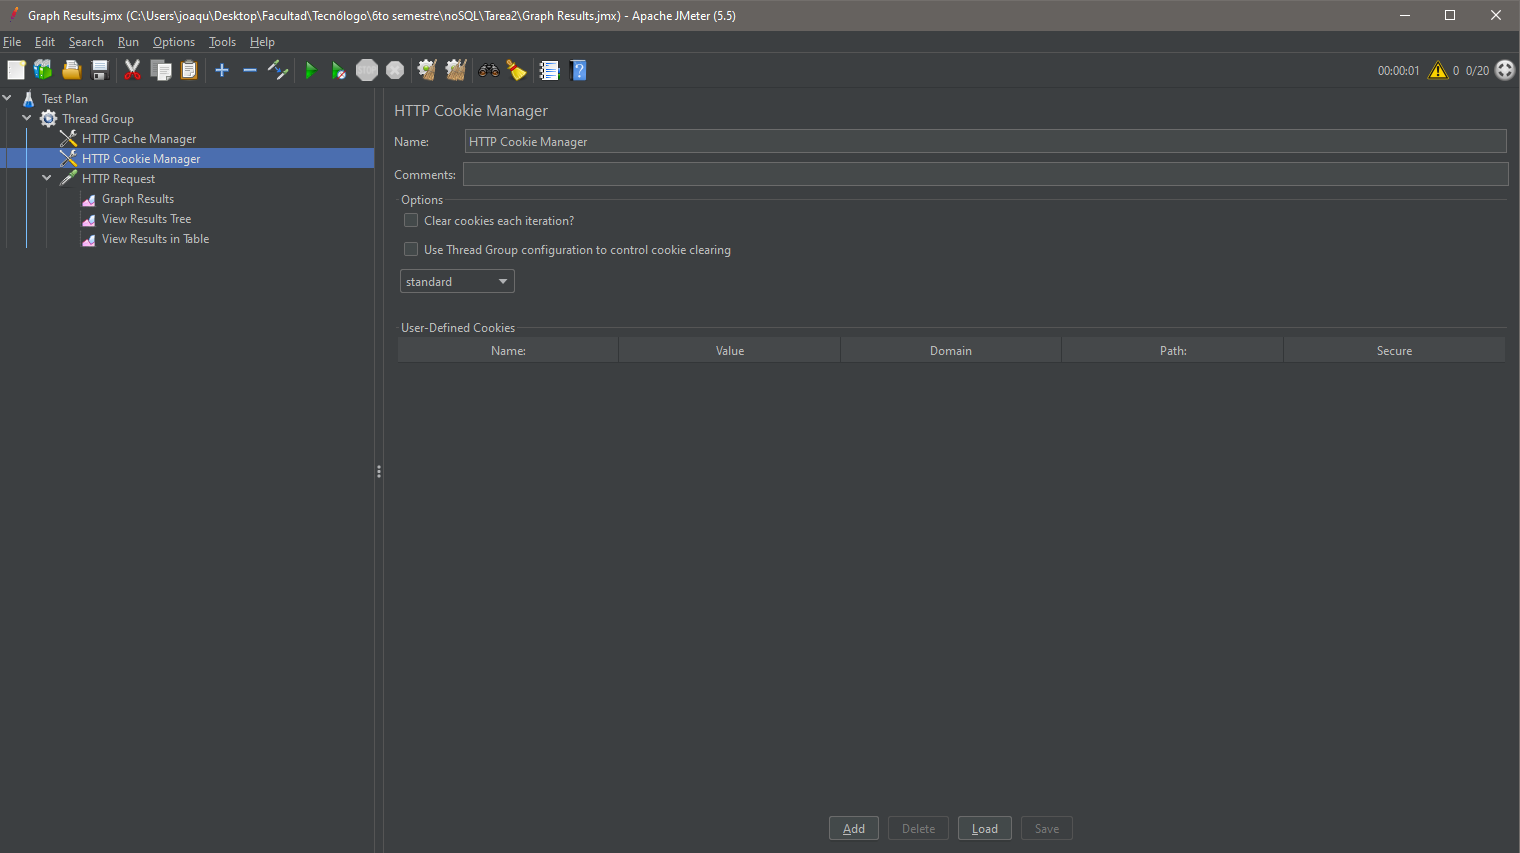 Graph Results.jmx (C:\Users\joaqu\Desktop\Facultad\Tecnólogo\6to semestre\noSQL\Tarea2\Graph Results.jmx) - Apache JMeter (5.5)
File Edit Search Run Options Tools Help
STOP 00:00:01 0 0/20
Test Plan
Thread Group
HTTP Cache Manager
HTTP Cookie Manager
HTTP Request
Graph Results
View Results Tree
View Results in Table
HTTP Cookie Manager
Name: HTTP Cookie Manager
Comments:
Options
Clear cookies each iteration?
Use Thread Group configuration to control cookie clearing
standard
User-Defined Cookies
Name: Value Domain Path: Secure
Add Delete Load Save